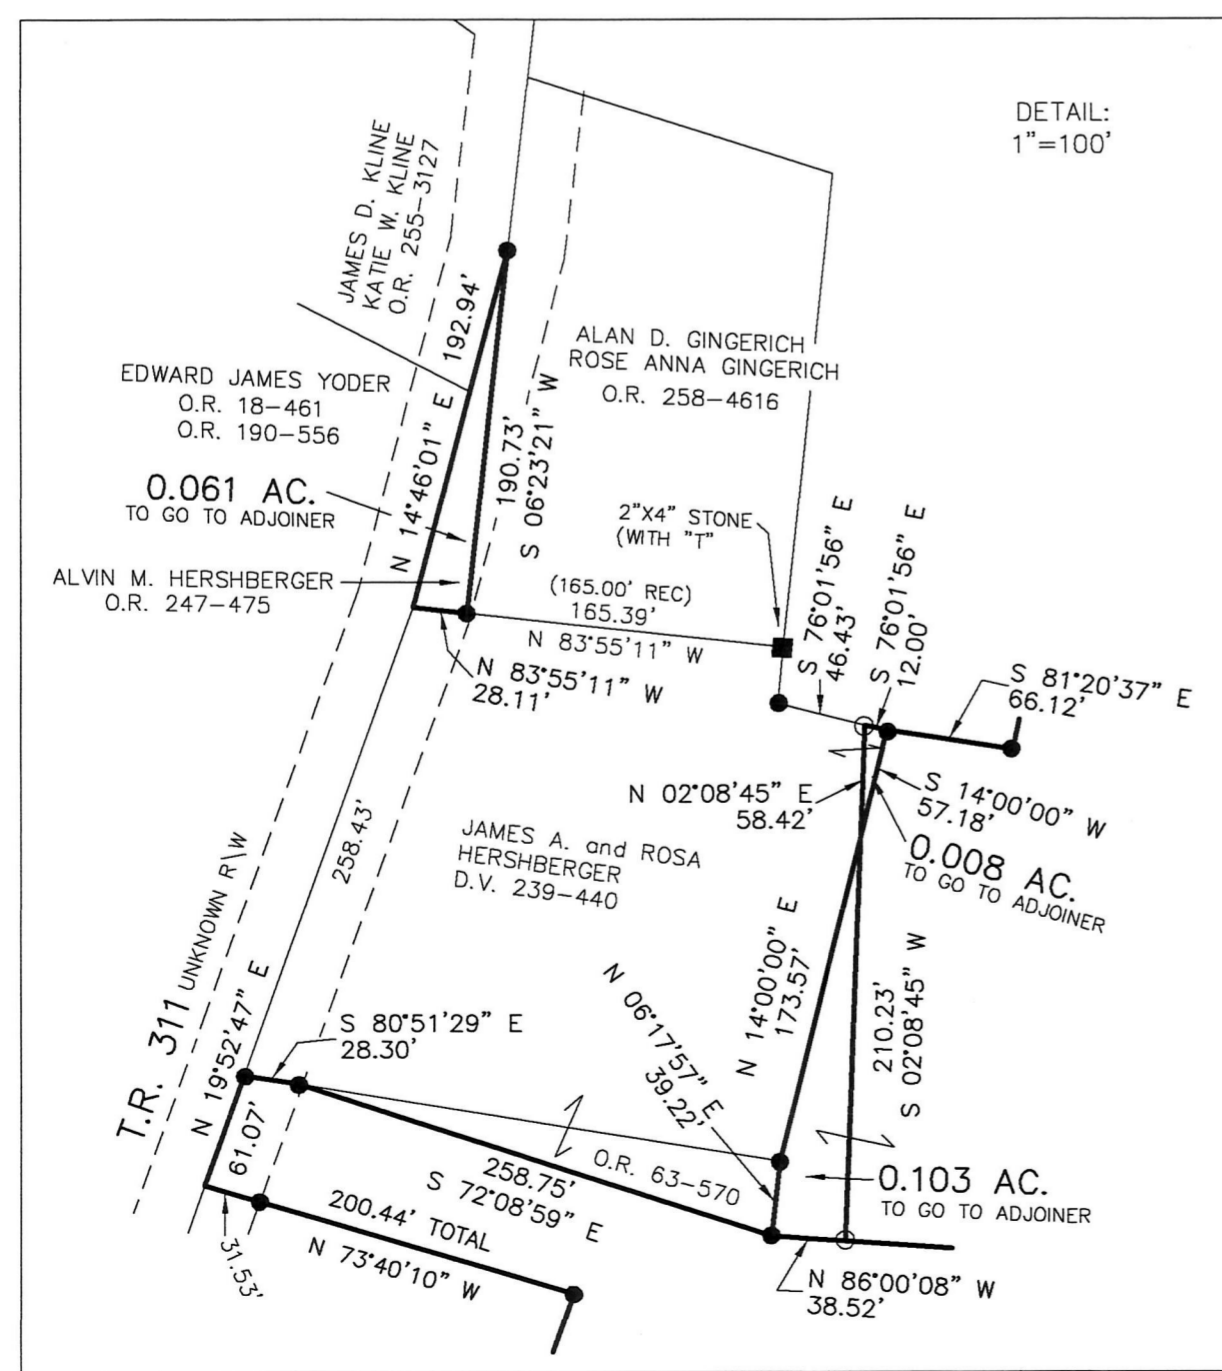 DETAIL:
1"=100'
JAMES D. KLINE
KATIE W. KLINE
O.R. 255-3127
192.94'
N 14°46'01" E
EDWARD JAMES YODER
O.R. 18-461
O.R. 190-556
0.061 AC.
TO GO TO ADJOINER
ALVIN M. HERSHBERGER
O.R. 247-475
190.73'
S 06°23'21" W
ALAN D. GINGERICH
ROSE ANNA GINGERICH
O.R. 258-4616
2"X4" STONE
(WITH "T"
(165.00' REC)
165.39'
N 83°55'11" W
N 83°55'11" W
28.11'
S 76°01'56" E
46.43'
S 76°01'56" E
12.00'
S 81°20'37" E
66.12'
N 02°08'45" E
58.42'
S 14°00'00" W
57.18'
0.008 AC.
TO GO TO ADJOINER
258.43'
N 19°52'47" E
61.07'
JAMES A. and ROSA
HERSHBERGER
D.V. 239-440
T.R. 311 UNKNOWN R\W
N 14°00'00" E
173.57'
N 06°17'57" E
39.22'
210.23'
S 02°08'45" W
S 80°51'29" E
28.30'
O.R. 63-570
258.75'
S 72°08'59" E
200.44' TOTAL
N 73°40'10" W
31.53'
0.103 AC.
TO GO TO ADJOINER
N 86°00'08" W
38.52'